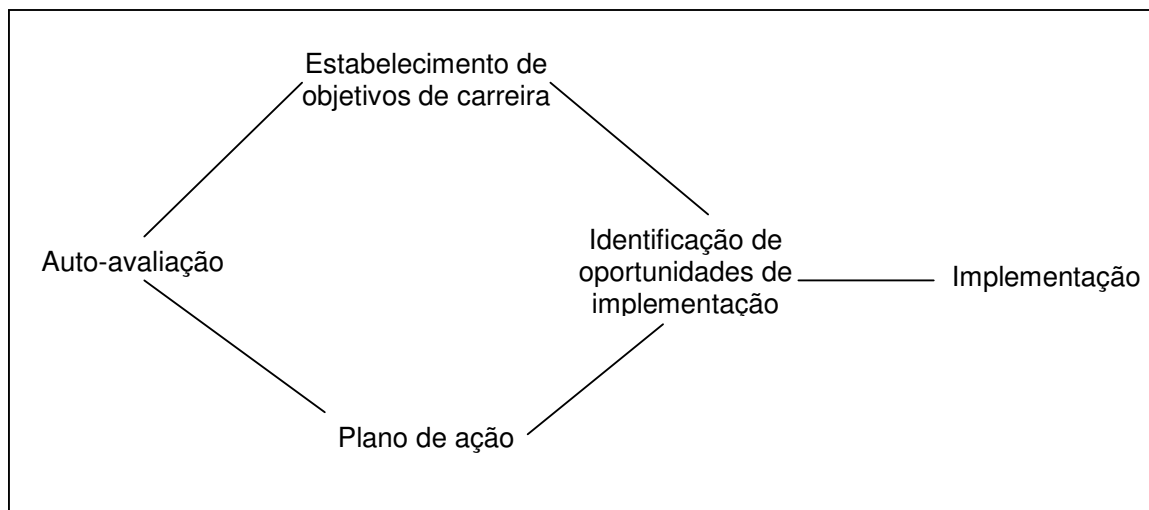 Estabelecimento de
objetivos de carreira
Auto-avaliação
Identificação de
oportunidades de
implementação
Implementação
Plano de ação